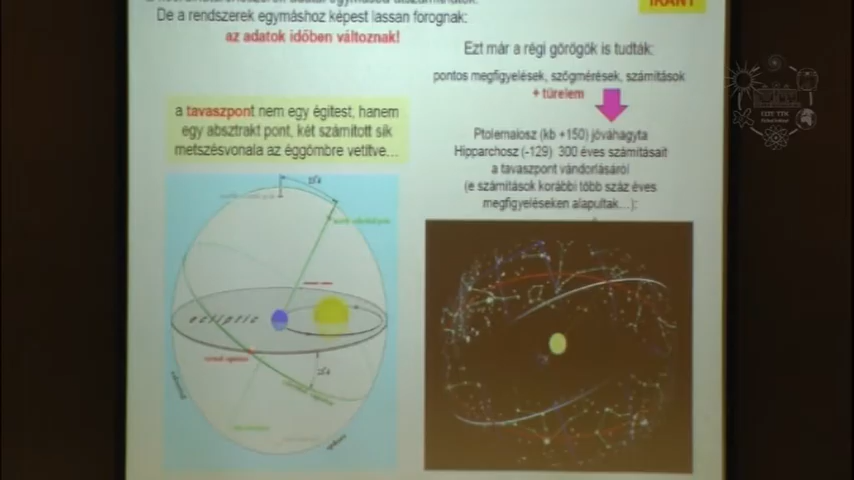 De a rendszerek egymáshoz képest lassan forognak:
az adatok időben változnak!
IRÁNY
Ezt már a régi görögök is tudták:
pontos megfigyelések, szögmérések, számítások
+ türelem
a tavaszpont nem egy égitest, hanem
egy absztrakt pont, két számított sík
metszésvonala az éggömbre vetítve...
Ptolemaiosz (kb +150) jóváhagyta
Hipparchosz (-129) 300 éves számításait
a tavaszpont vándorlásáról
(e számítások korábbi több száz éves
megfigyeléseken alapultak...):
ecliptic